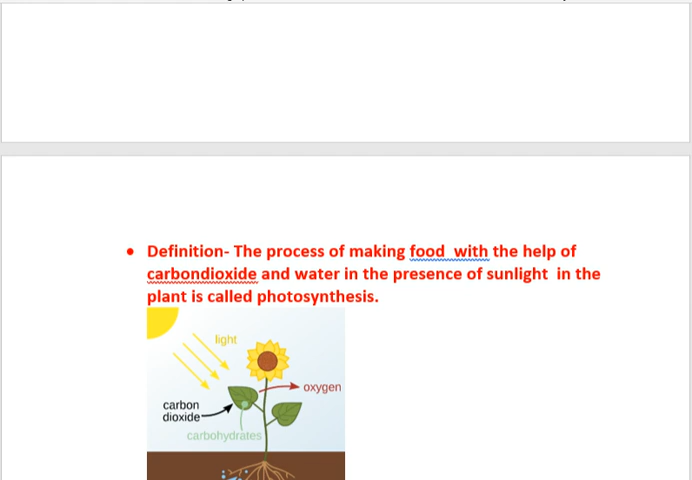 • Definition- The process of making food  with the help of
carbondioxide and water in the presence of sunlight  in the
plant is called photosynthesis.
light
oxygen
carbon
dioxide
carbohydrates